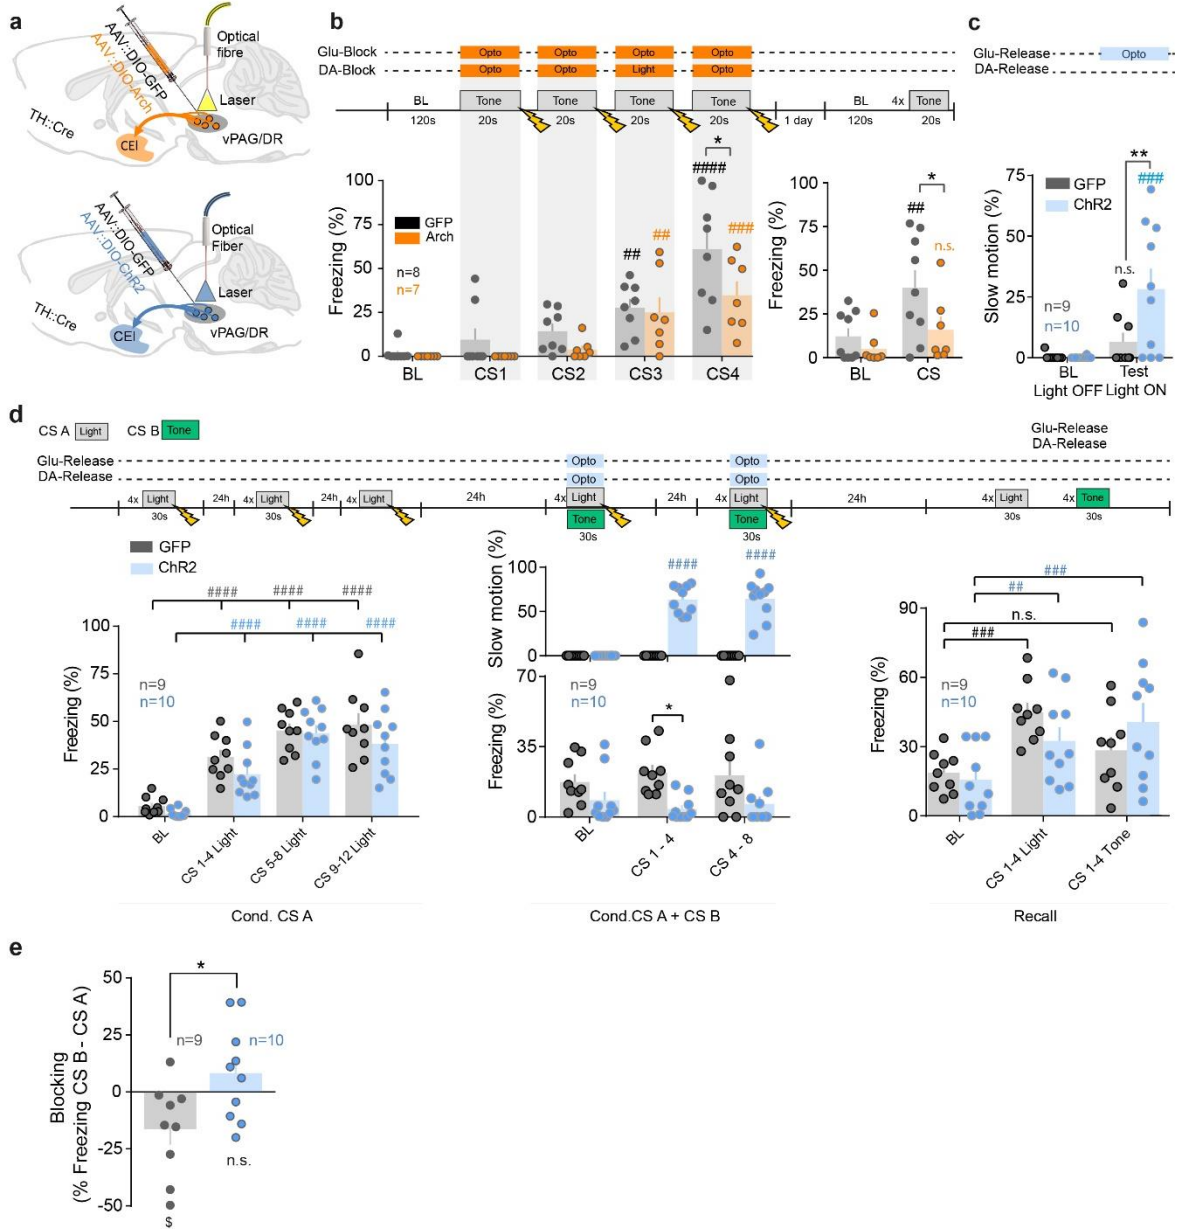 a
AAV::DIO-GFP
AAV::DIO-Arch
Optical
fibre
Laser
TH::Cre
CEl
vPAG/DR
AAV::DIO-GFP
AAV::DIO-ChR2
Optical
Fiber
Laser
TH::Cre
CEl
vPAG/DR
b
Glu-Block
Opto Opto Opto Opto
DA-Block
Opto Opto Light Opto
BL Tone Tone Tone Tone BL 4x Tone
120s 20s 20s 20s 20s 1 day 120s 20s
Freezing (%)
100
75
50
25
0
GFP
Arch
n=8
n=7
##
##
####
*
###
BL CS1 CS2 CS3 CS4
Freezing (%)
100
75
50
25
0
##
*
n.s.
BL CS
c
Glu-Release
Opto
DA-Release
Slow motion (%)
75
50
25
0
GFP
ChR2
**
###
n.s.
n=9
n=10
BL Test
Light OFF Light ON
d
CS A Light CS B Tone
Glu-Release
DA-Release
Glu-Release
Opto Opto
DA-Release
Opto Opto
4x Light 24h 4x Light 24h 4x Light 24h 4x Light 24h 4x Light 24h 4x Light 4x Tone
30s 30s Tone Tone 30s 30s
30s 30s
GFP
ChR2
Freezing (%)
100
75
50
25
0
#### #### ####
#### #### ####
n=9
n=10
BL CS 1-4 Light CS 5-8 Light CS 9-12 Light
Cond. CS A
Slow motion (%)
100
50
0
#### ####
Freezing (%)
70
35
0
n=9
n=10
*
BL CS 1 - 4 CS 4 - 8
Cond.CS A + CS B
Freezing (%)
90
60
30
0
###
##
n.s.
###
n=9
n=10
BL CS 1-4 Light CS 1-4 Tone
Recall
e
Blocking
(% Freezing CS B - CS A)
50
25
0
-25
-50
*
n=9
n=10
n.s.
$